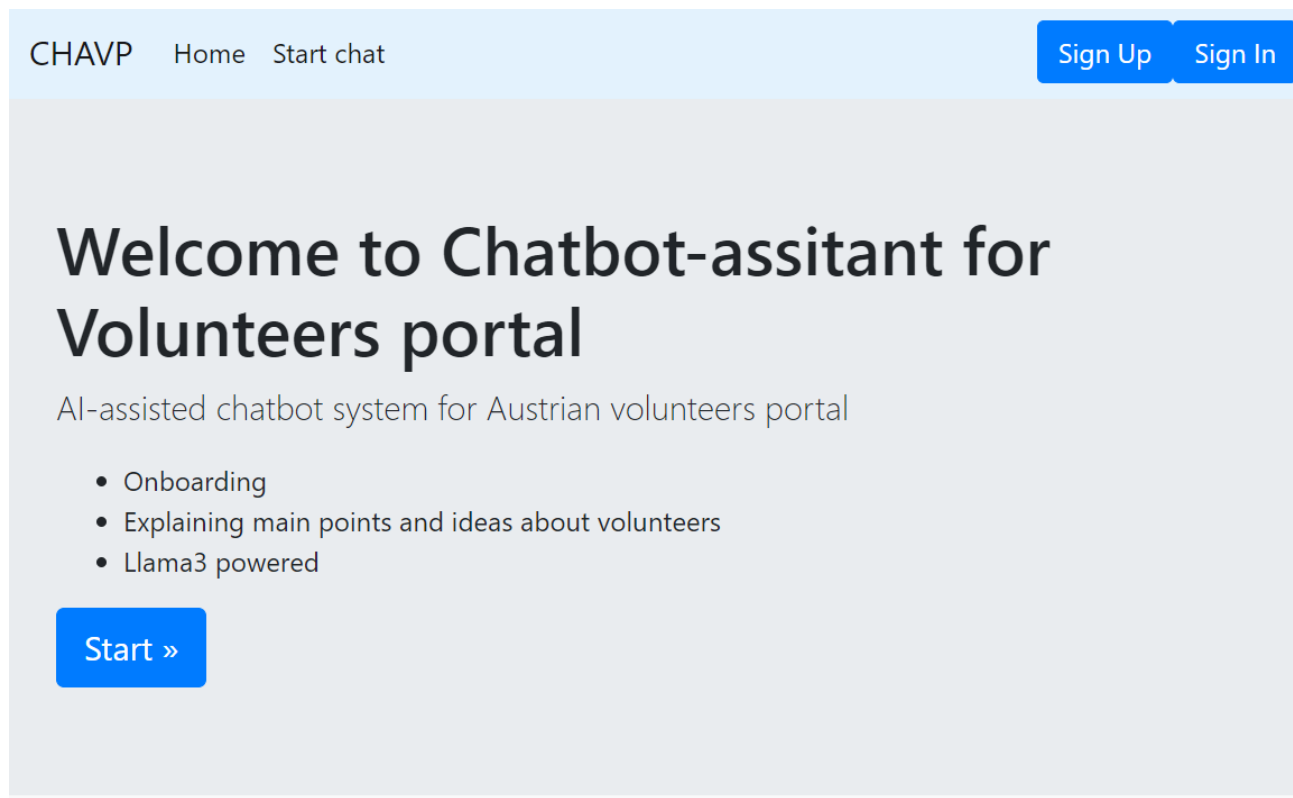 CHAVP Home Start chat Sign Up Sign In
Welcome to Chatbot-assitant for
Volunteers portal
AI-assisted chatbot system for Austrian volunteers portal
• Onboarding
• Explaining main points and ideas about volunteers
• Llama3 powered
Start »